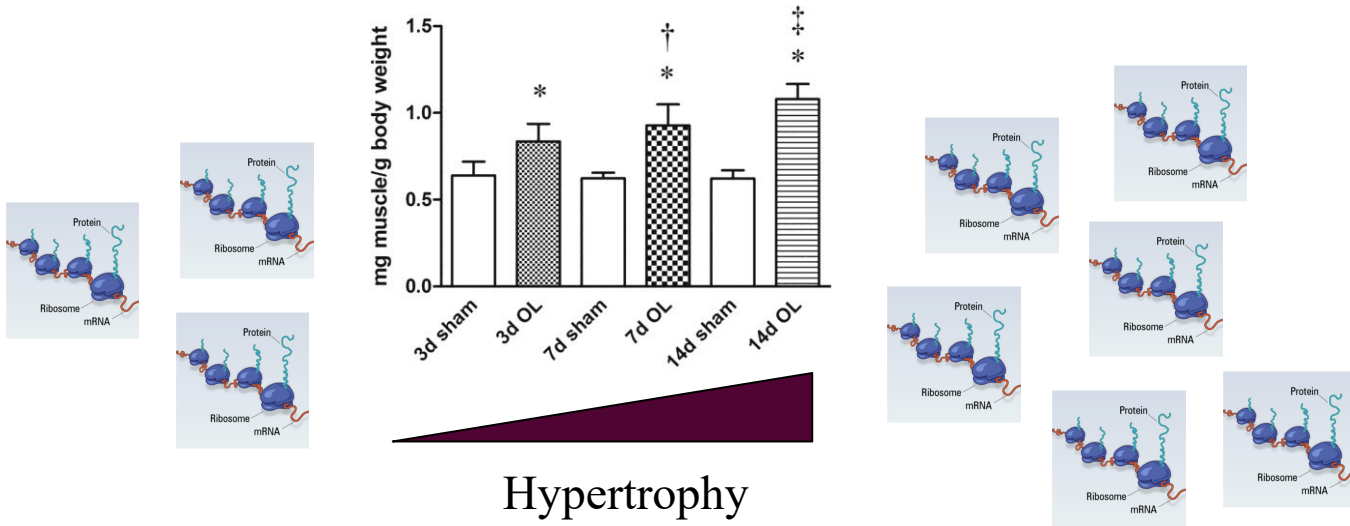 Protein
Ribosome
mRNA
Protein
Ribosome
mRNA
Protein
Ribosome
mRNA
mg muscle/g body weight
1.5
1.0
0.5
0.0
*
†
*
‡
*
3d sham
3d OL
7d sham
7d OL
14d sham
14d OL
Hypertrophy
Protein
Ribosome
mRNA
Protein
Ribosome
mRNA
Protein
Ribosome
mRNA
Protein
Ribosome
mRNA
Protein
Ribosome
mRNA
Protein
Ribosome
mRNA